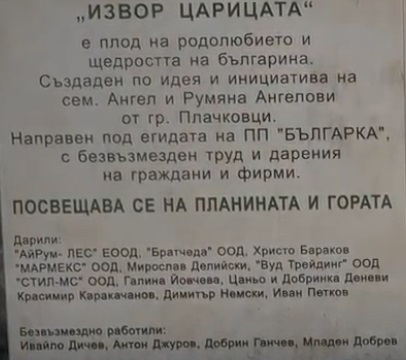 „ИЗВОР ЦАРИЦАТА“
е плод на родолюбието и
щедростта на българина.
Създаден по идея и инициатива на
сем. Ангел и Румяна Ангелови
от гр. Плачковци.
Направен под егидата на ПП "БЪЛГАРКА",
с безвъзмезден труд и дарения
на граждани и фирми.
ПОСВЕЩАВА СЕ НА ПЛАНИНАТА И ГОРАТА
Дарили:
"АйРум- ЛЕС" ЕООД, "Братчеда" ООД, Христо Бараков
"МАРМЕКС" ООД, Мирослав Делийски, "Вуд Трейдинг" ООД
"СТИЛ-МС" ООД, Галина Йовчева, Цаньо и Добринка Деневи
Красимир Каракачанов, Димитър Немски, Иван Петков
Безвъзмездно работили:
Ивайло Дичев, Антон Джуров, Добрин Ганчев, Младен Добрев